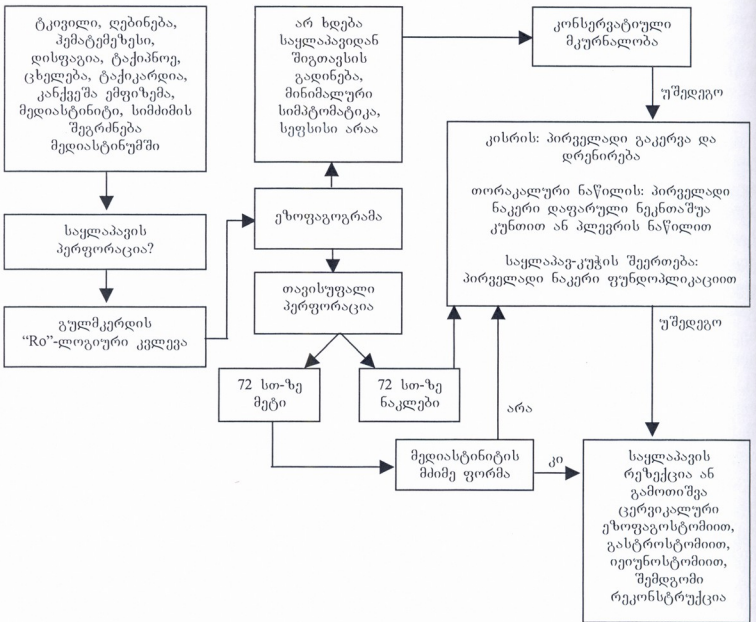 ტკივილი, ღებინება,
ჰემატემეზესი,
დისფაგია, ტაქიპნოე,
ცხელება, ტაქიკარდია,
კანქვეშა ემფიზემა,
მედიასტინიტი, სიმძიმის
შეგრძნება
მედიასტინუმში
საყლაპავის
პერფორაცია?
გულმკერდის
“Ro”-ლოგიური კვლევა
არ ხდება
საყლაპავიდან
შიგთავსის
გადინება,
მინიმალური
სიმპტომატიკა,
სეფსისი არაა
ეზოფაგოგრამა
თავისუფალი
პერფორაცია
72 სთ-ზე
მეტი
72 სთ-ზე
ნაკლები
მედიასტინიტის
მძიმე ფორმა
არა
კი
კონსერვატიული
მკურნალობა
უშედეგო
კისრის: პირველადი გაკერვა და
დრენირება
თორაკალური ნაწილის: პირველადი
ნაკერი დაფარული ნეკნთაშუა
კუნთით ან პლევრის ნაწილით
საყლაპავ-კუჭის შეერთება:
პირველადი ნაკერი ფუნდოპლიკაციით
უშედეგო
საყლაპავის
რეზექცია ან
გამოთიშვა
ცერვიკალური
ეზოფაგოსტომიით,
გასტროსტომიით,
იეიუნოსტომიით,
შემდგომი
რეკონსტრუქცია